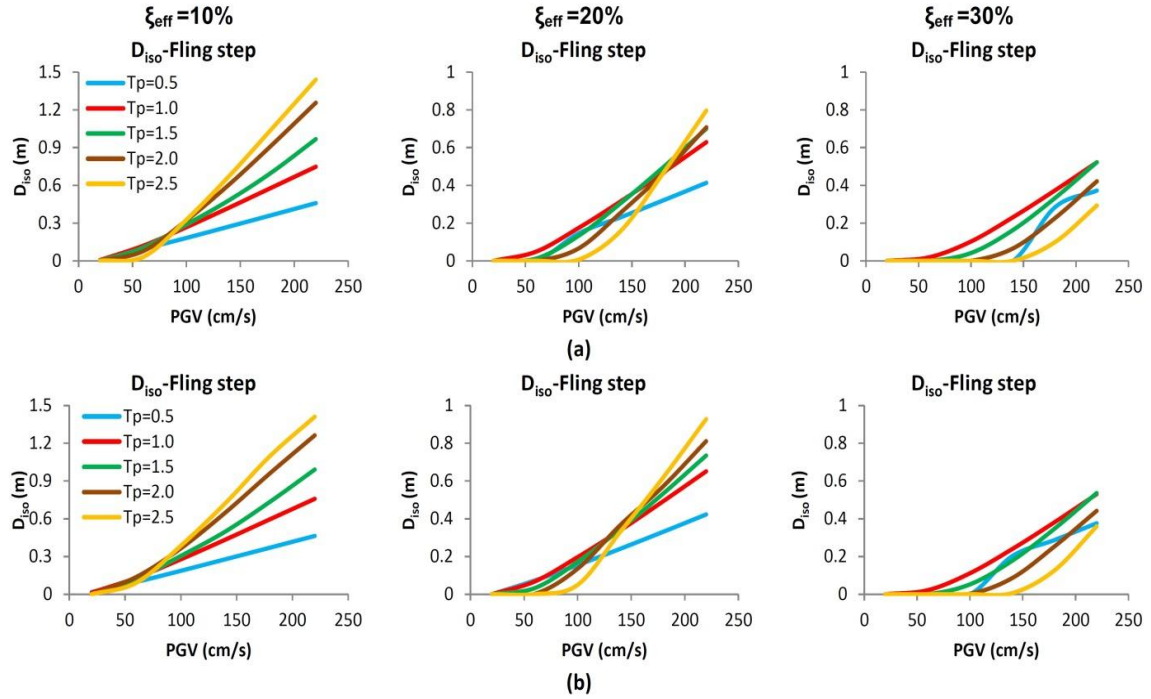 ξeff =10%
ξeff =20%
ξeff =30%
Diso-Fling step
Diso (m)
1.5
1.2
0.9
0.6
0.3
0
Tp=0.5
Tp=1.0
Tp=1.5
Tp=2.0
Tp=2.5
0 50 100 150 200 250
PGV (cm/s)
Diso-Fling step
Diso (m)
1
0.8
0.6
0.4
0.2
0
0 50 100 150 200 250
PGV (cm/s)
Diso-Fling step
Diso (m)
1
0.8
0.6
0.4
0.2
0
0 50 100 150 200 250
PGV (cm/s)
(a)
Diso-Fling step
Diso (m)
1.5
1.2
0.9
0.6
0.3
0
Tp=0.5
Tp=1.0
Tp=1.5
Tp=2.0
Tp=2.5
0 50 100 150 200 250
PGV (cm/s)
Diso-Fling step
Diso (m)
1
0.8
0.6
0.4
0.2
0
0 50 100 150 200 250
PGV (cm/s)
Diso-Fling step
Diso (m)
1
0.8
0.6
0.4
0.2
0
0 50 100 150 200 250
PGV (cm/s)
(b)